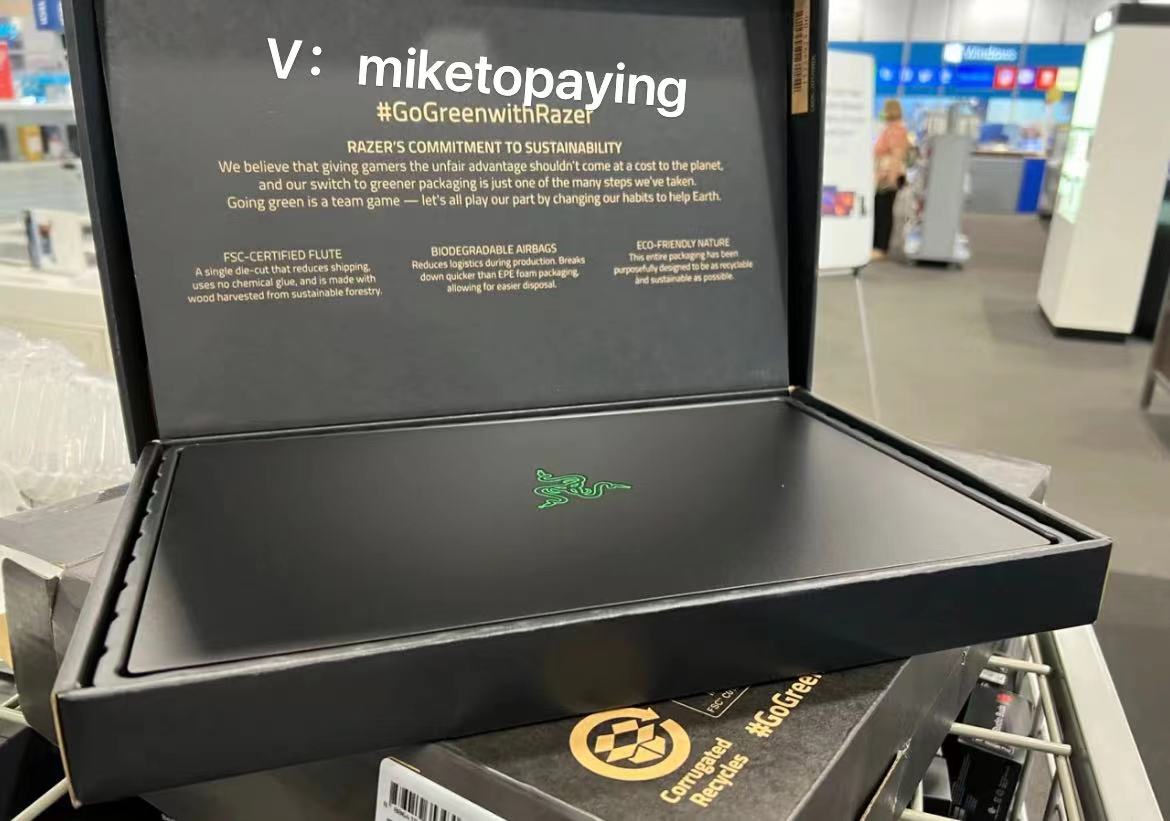 V：miketopaying
#GoGreenwithRazer
RAZER'S COMMITMENT TO SUSTAINABILITY
We believe that giving gamers the unfair advantage shouldn't come at a cost to the planet,
and our switch to greener packaging is just one of the many steps we've taken.
Going green is a team game — let's all play our part by changing our habits to help Earth.
FSC-CERTIFIED FLUTE
A single die-cut that reduces shipping,
uses no chemical glue, and is made with
wood harvested from sustainable forestry.
BIODEGRADABLE AIRBAGS
Reduces logistics during production. Breaks
down quicker than EPE foam packaging,
allowing for easier disposal.
ECO-FRIENDLY NATURE
This entire packaging has been
purposefully designed to be as recyclable
and sustainable as possible.
Windows
#GoGree
Corrugated
Recycles